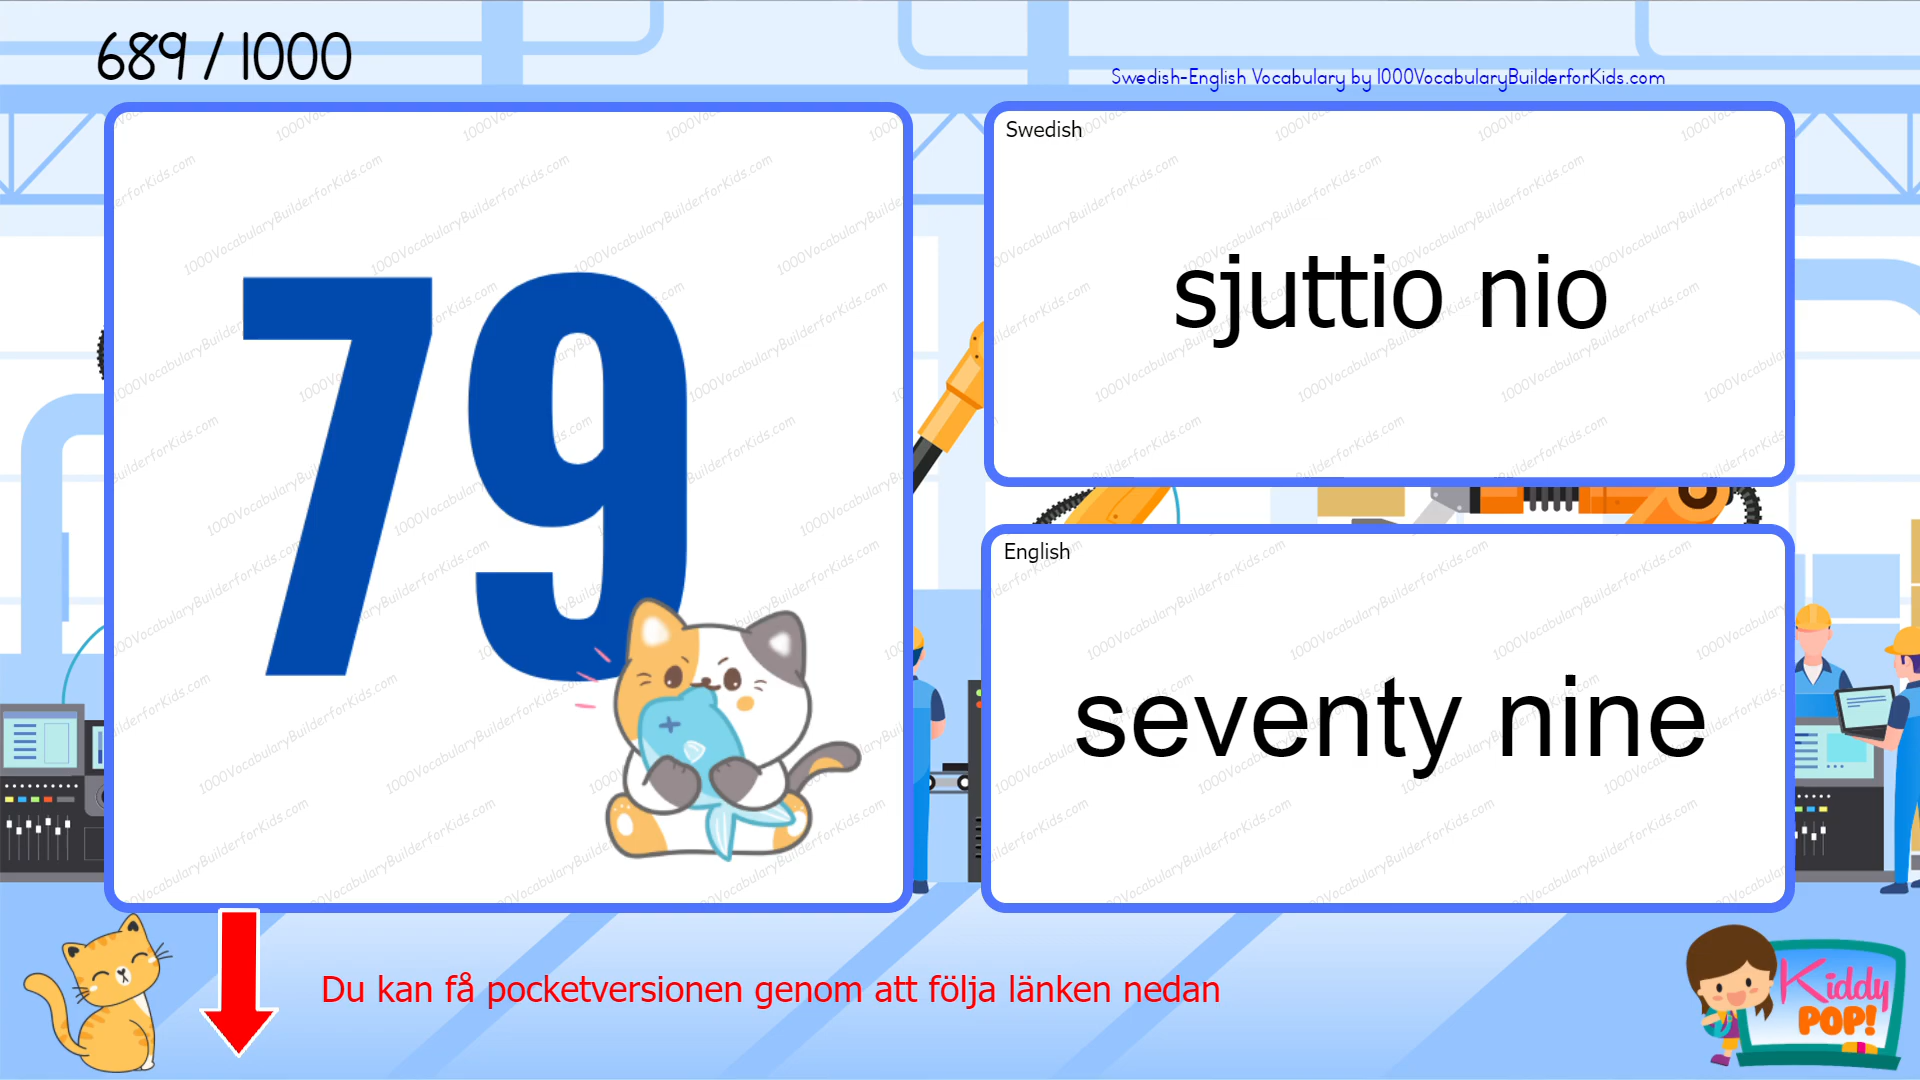 689 / 1000
Swedish-English Vocabulary by 1000VocabularyBuilderforKids.com
79
Swedish
sjuttio nio
English
seventy nine
Du kan få pocketversionen genom att följa länken nedan
Kiddy
POP!